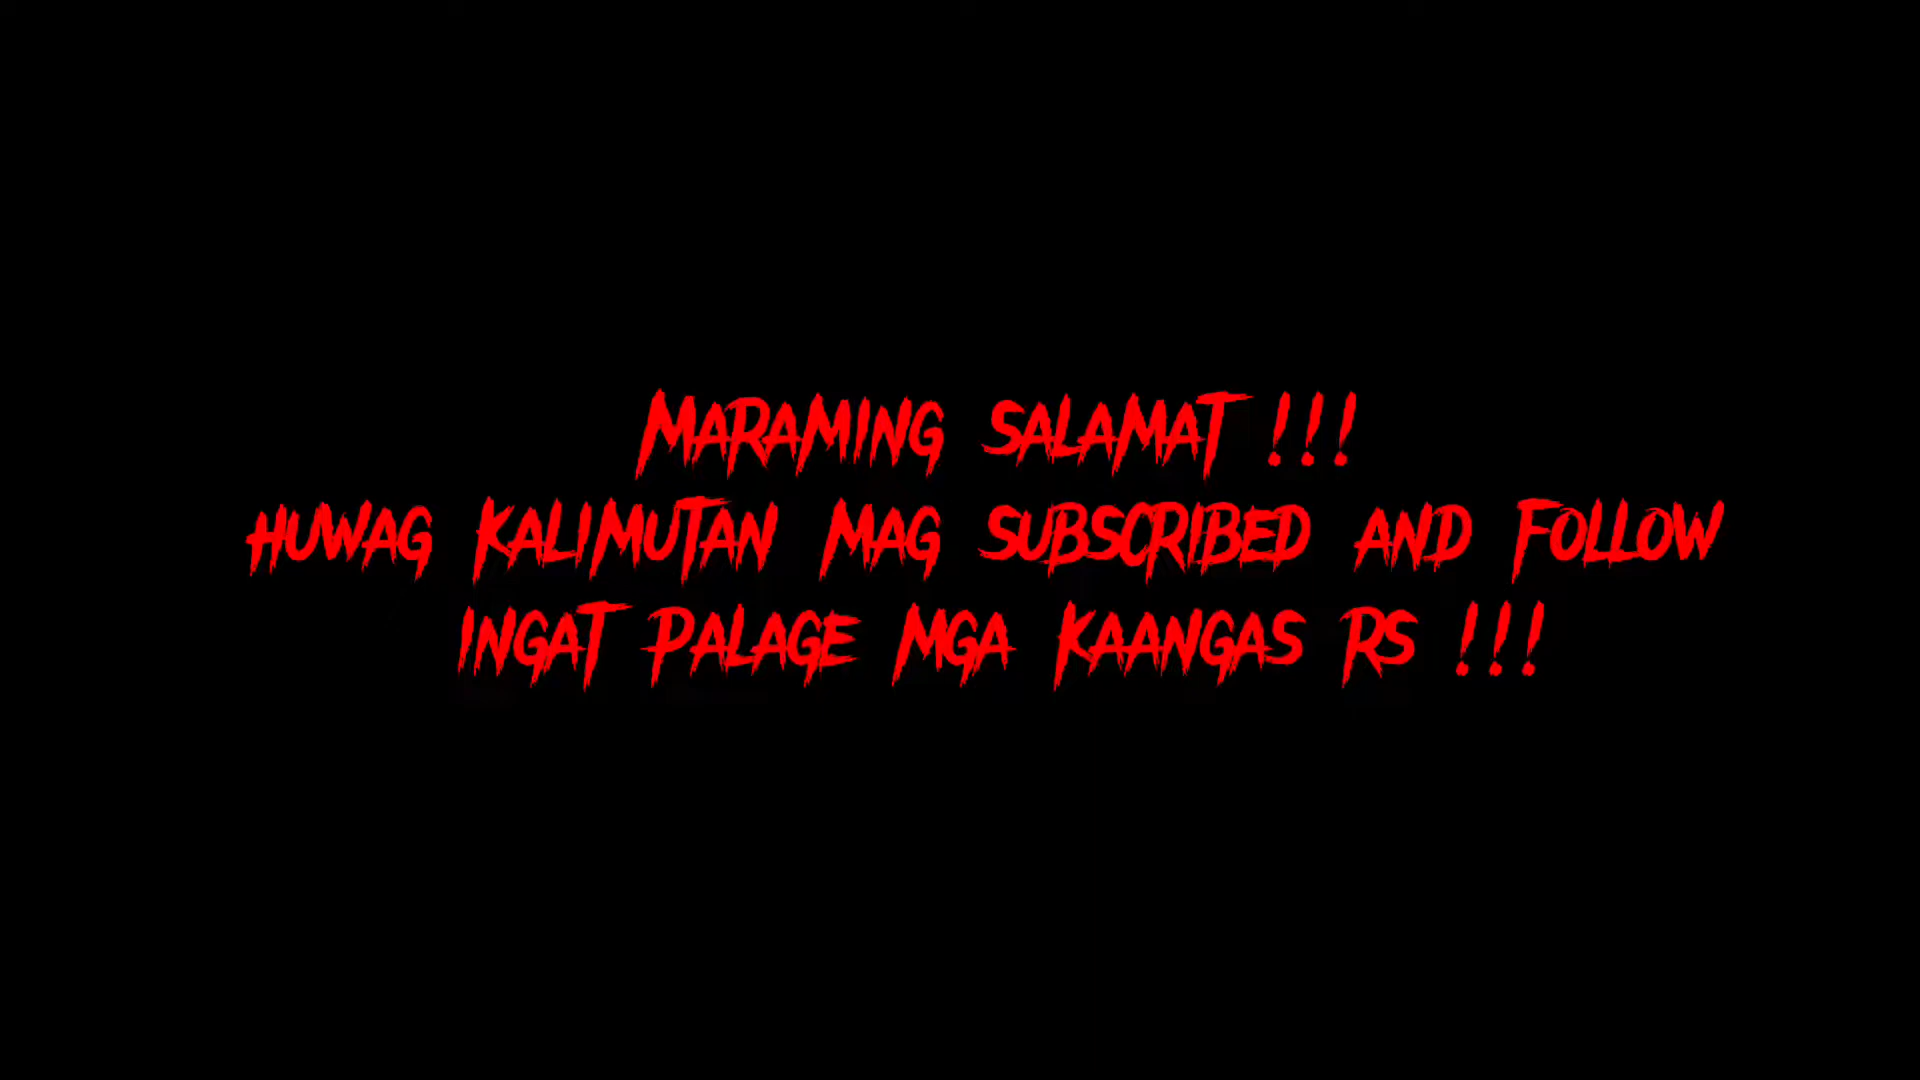 MARAMING SALAMAT !!!
HUWAG KALIMUTAN MAG SUBSCRIBED AND FOLLOW
INGAT PALAGE MGA KAANGAS RS !!!